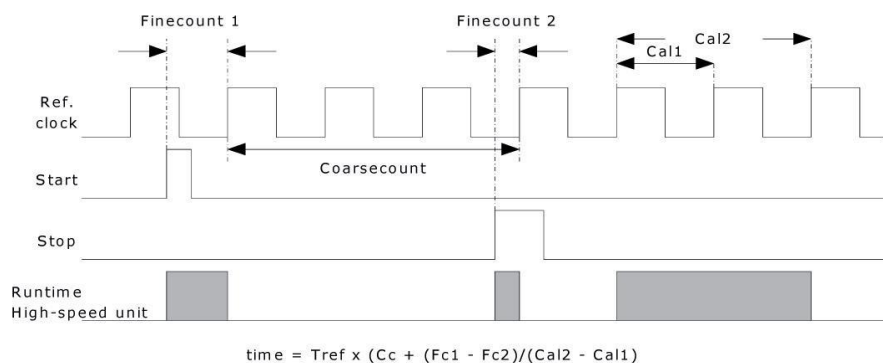 Finecount 1
Finecount 2
Cal2
Cal1
Ref.
clock
Coarsecount
Start
Stop
Runtime
High-speed unit
time = Tref x (Cc + (Fc1 - Fc2)/(Cal2 - Cal1)